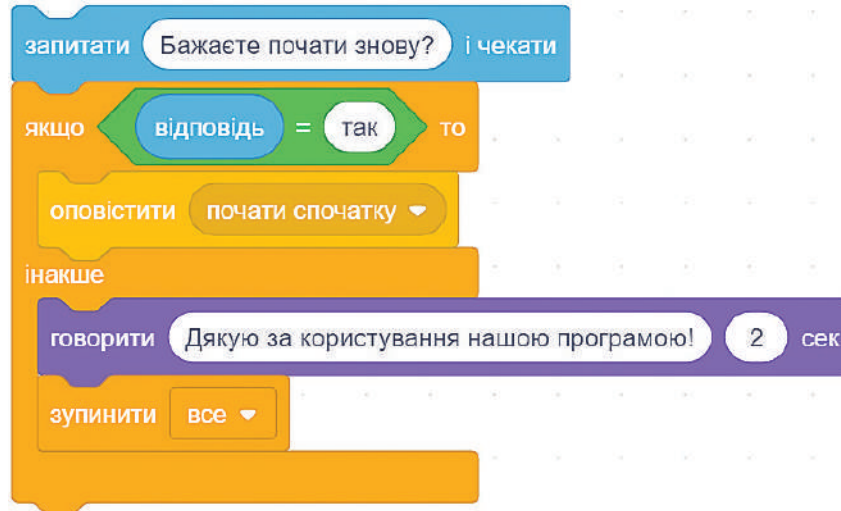 запитати Бажаєте почати знову? і чекати
якщо відповідь = так то
оповістити почати спочатку
інакше
говорити Дякую за користування нашою програмою! 2 сек
зупинити все